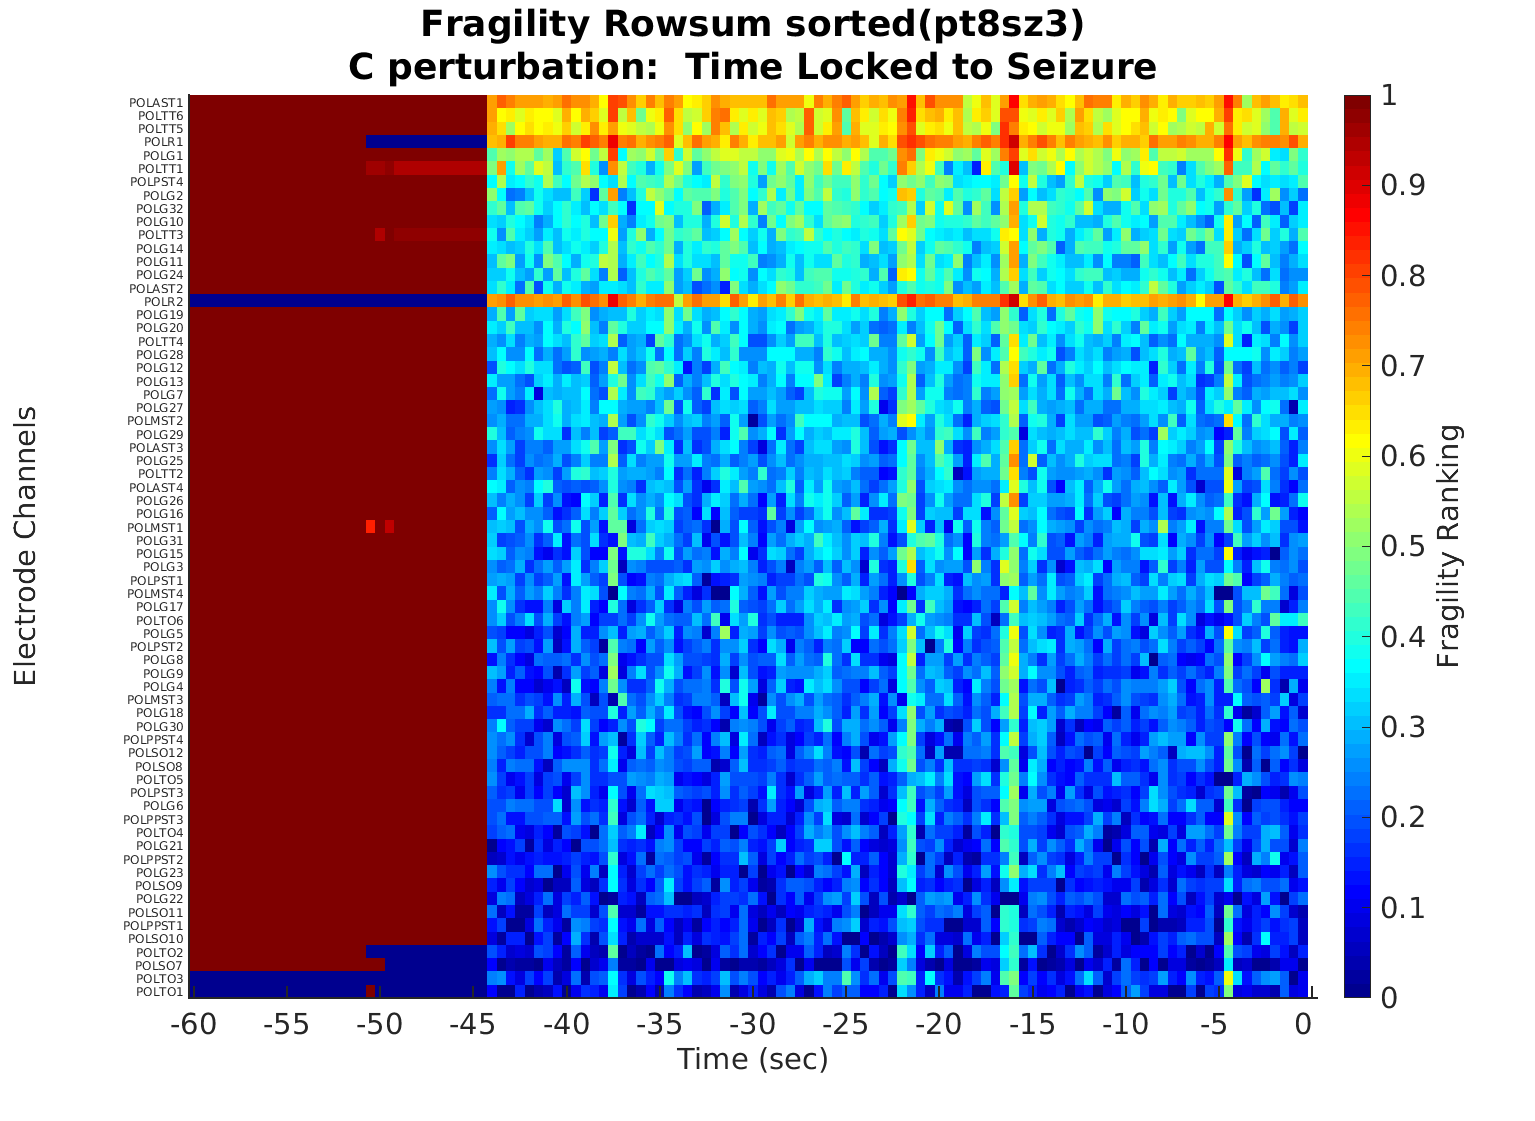 Fragility Rowsum sorted(pt8sz3)
C perturbation:  Time Locked to Seizure
Electrode Channels
POLAST1
POLTT6
POLTT5
POLR1
POLG1
POLTT1
POLPST4
POLG2
POLG32
POLG10
POLTT3
POLG14
POLG11
POLG24
POLAST2
POLR2
POLG19
POLG20
POLTT4
POLG28
POLG12
POLG13
POLG7
POLG27
POLMST2
POLG29
POLAST3
POLG25
POLTT2
POLAST4
POLG26
POLG16
POLMST1
POLG31
POLG15
POLG3
POLPST1
POLMST4
POLG17
POLTO6
POLG5
POLPST2
POLG8
POLG9
POLG4
POLMST3
POLG18
POLG30
POLPPST4
POLSO12
POLSO8
POLTO5
POLPST3
POLG6
POLPPST3
POLTO4
POLG21
POLPPST2
POLG23
POLSO9
POLG22
POLSO11
POLPPST1
POLSO10
POLTO2
POLSO7
POLTO3
POLTO1
-60 -55 -50 -45 -40 -35 -30 -25 -20 -15 -10 -5 0
Time (sec)
1
0.9
0.8
0.7
0.6
0.5
0.4
0.3
0.2
0.1
0
Fragility Ranking